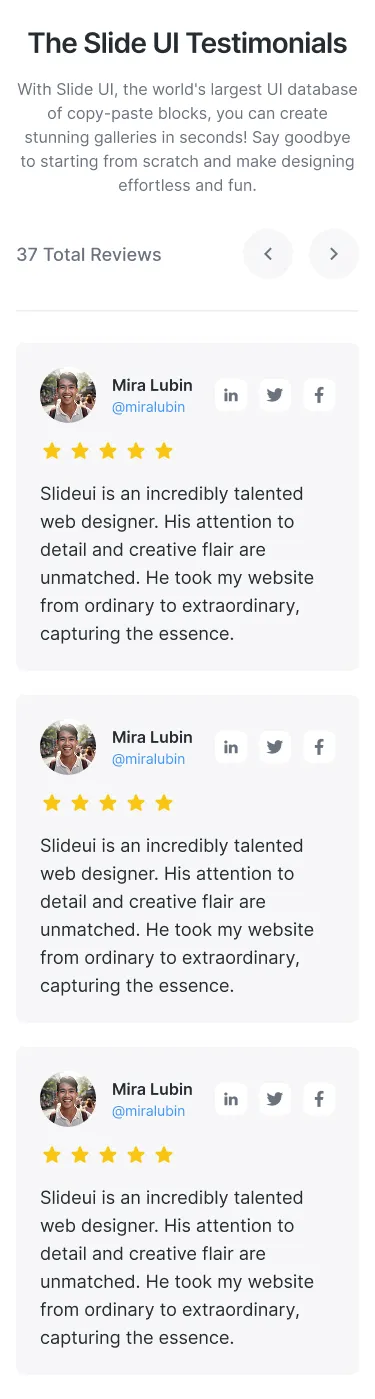 The Slide UI Testimonials
With Slide UI, the world's largest UI database
of copy-paste blocks, you can create
stunning galleries in seconds! Say goodbye
to starting from scratch and make designing
effortless and fun.
37 Total Reviews
Mira Lubin
@miralubin
Slideui is an incredibly talented
web designer. His attention to
detail and creative flair are
unmatched. He took my website
from ordinary to extraordinary,
capturing the essence.
Mira Lubin
@miralubin
Slideui is an incredibly talented
web designer. His attention to
detail and creative flair are
unmatched. He took my website
from ordinary to extraordinary,
capturing the essence.
Mira Lubin
@miralubin
Slideui is an incredibly talented
web designer. His attention to
detail and creative flair are
unmatched. He took my website
from ordinary to extraordinary,
capturing the essence.